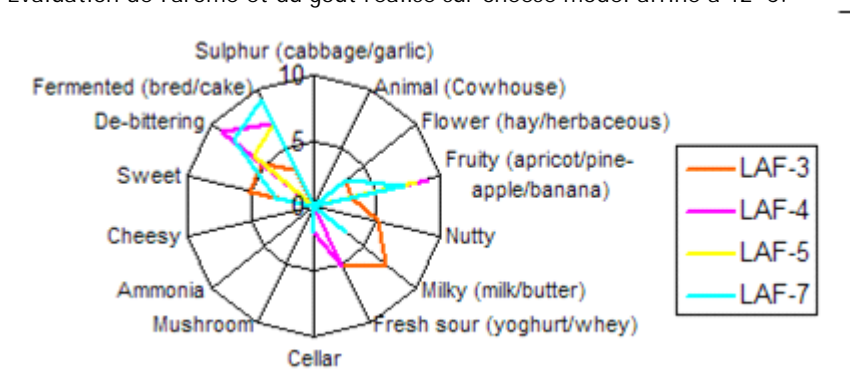 Sulphur (cabbage/garlic)
10
Fermented (bred/cake)
Animal (Cowhouse)
De-bittering
Flower (hay/herbaceous)
5
Fruity (apricot/pine-
apple/banana)
Sweet
0
Cheesy
Nutty
Ammonia
Milky (milk/butter)
Mushroom
Fresh sour (yoghurt/whey)
Cellar
LAF-3
LAF-4
LAF-5
LAF-7